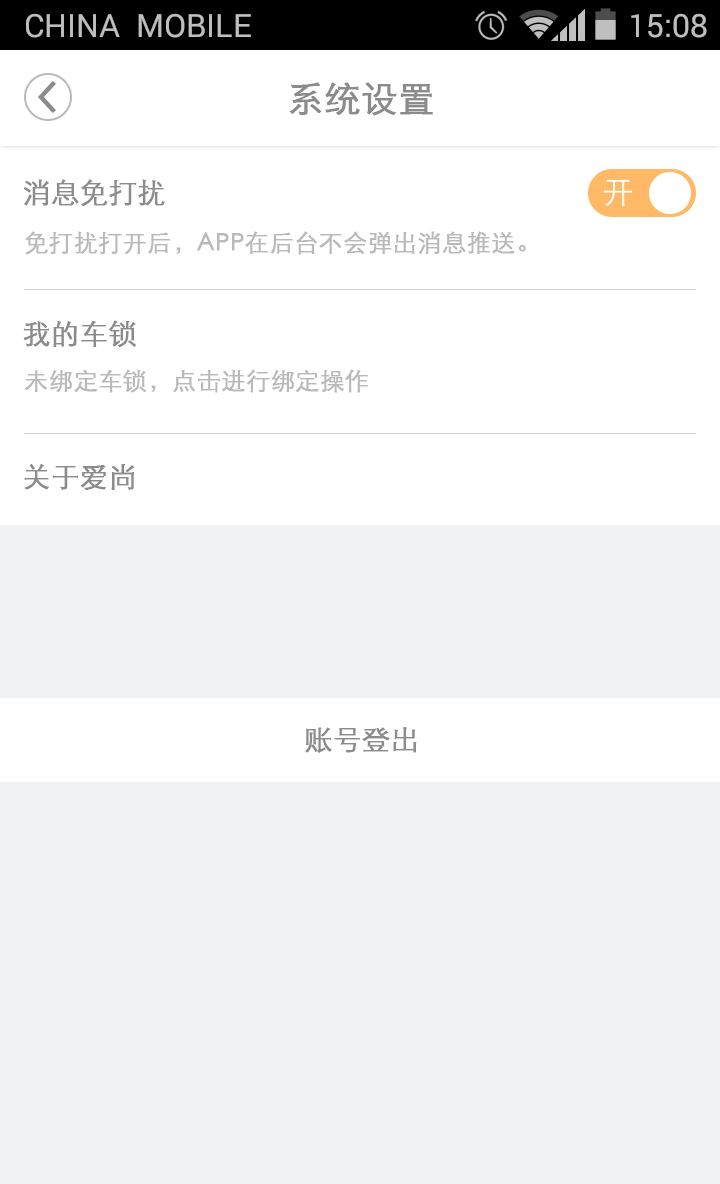 CHINA MOBILE 15:08
系统设置
消息免打扰 开
免打扰打开后，APP在后台不会弹出消息推送。
我的车锁
未绑定车锁，点击进行绑定操作
关于爱尚
账号登出